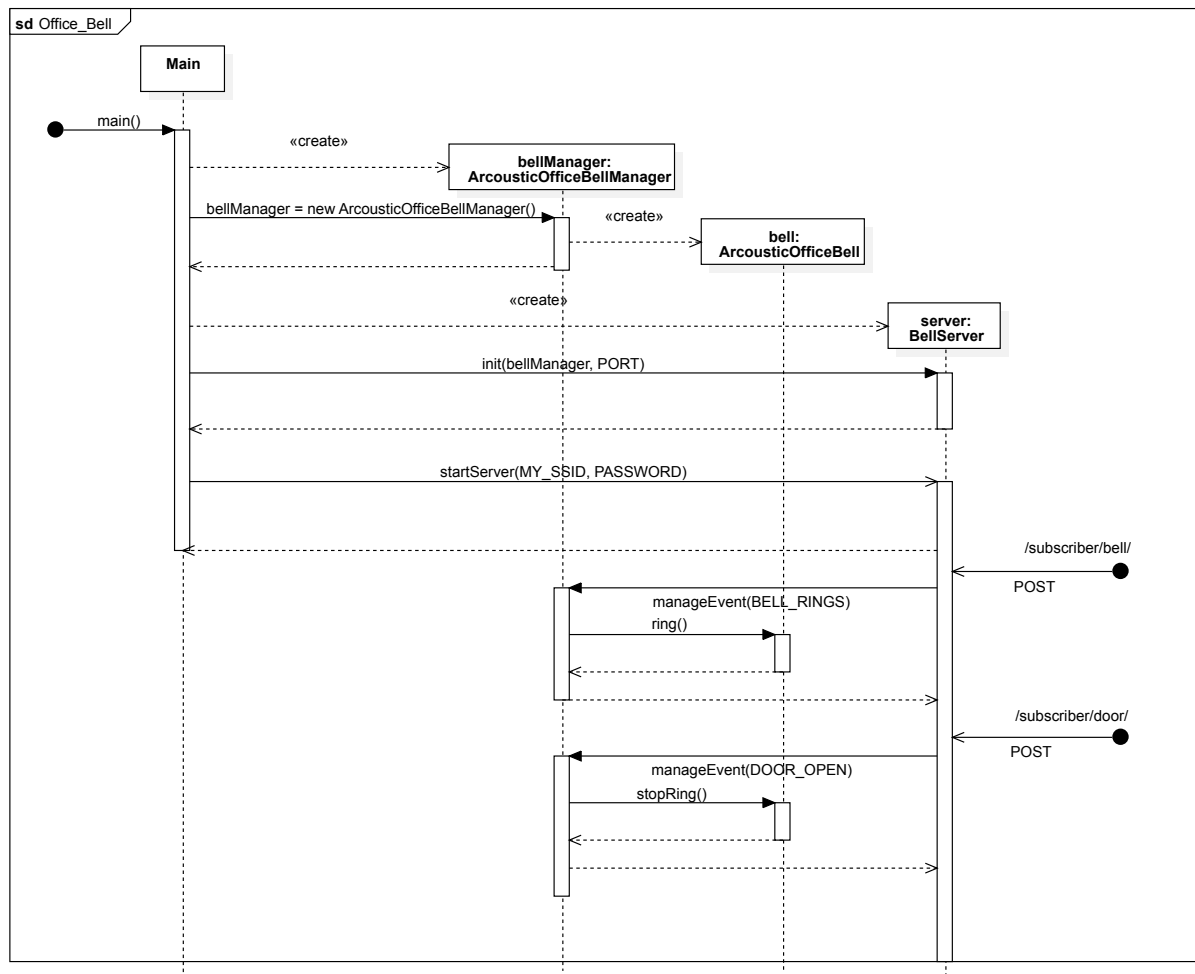 sd Office_Bell
Main
main()
«create»
bellManager:
ArcousticOfficeBellManager
bellManager = new ArcousticOfficeBellManager()
«create»
bell:
ArcousticOfficeBell
«create»
server:
BellServer
init(bellManager, PORT)
startServer(MY_SSID, PASSWORD)
/subscriber/bell/
POST
manageEvent(BELL_RINGS)
ring()
/subscriber/door/
POST
manageEvent(DOOR_OPEN)
stopRing()